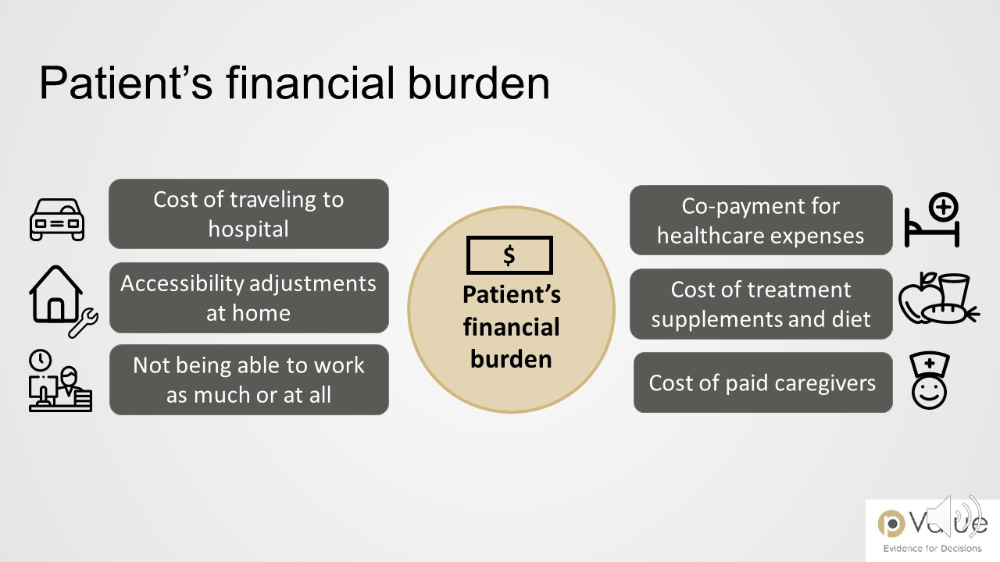 Patient’s financial burden
Cost of traveling to
hospital
Accessibility adjustments
at home
Not being able to work
as much or at all
$
Patient’s
financial
burden
Co-payment for
healthcare expenses
Cost of treatment
supplements and diet
Cost of paid caregivers
p Value
Evidence for Decisions